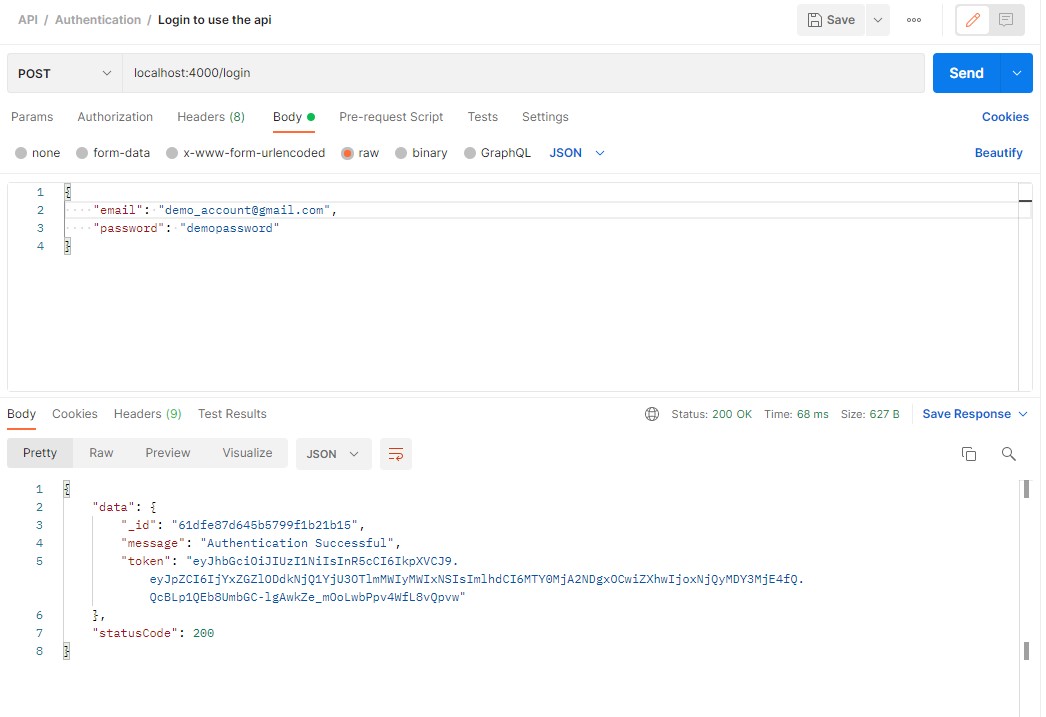 API / Authentication / Login to use the api
Save
POST
localhost:4000/login
Send
Params Authorization Headers (8) Body Pre-request Script Tests Settings Cookies
none form-data x-www-form-urlencoded raw binary GraphQL JSON Beautify
1 {
2 "email": "demo_account@gmail.com",
3 "password": "demopassword"
4 }
Body Cookies Headers (9) Test Results Status: 200 OK Time: 68 ms Size: 627 B Save Response
Pretty Raw Preview Visualize JSON
1 {
2 "data": {
3 "_id": "61dfe87d645b5799f1b21b15",
4 "message": "Authentication Successful",
5 "token": "eyJhbGciOiJIUzI1NiIsInR5cCI6IkpXVCJ9.
eyJpZCI6IjYxZGZlODdkNjQ1YjU3OTlmMWIyMWIxNSIsImlhdCI6MTY0MjA2NDgxOCwiZXhwIjoxNjQyMDY3MjE4fQ.
QcBLp1QEb8UmbGC-lgAwkZe_mOoLwbPpv4WfL8vQpvw"
6 },
7 "statusCode": 200
8 }